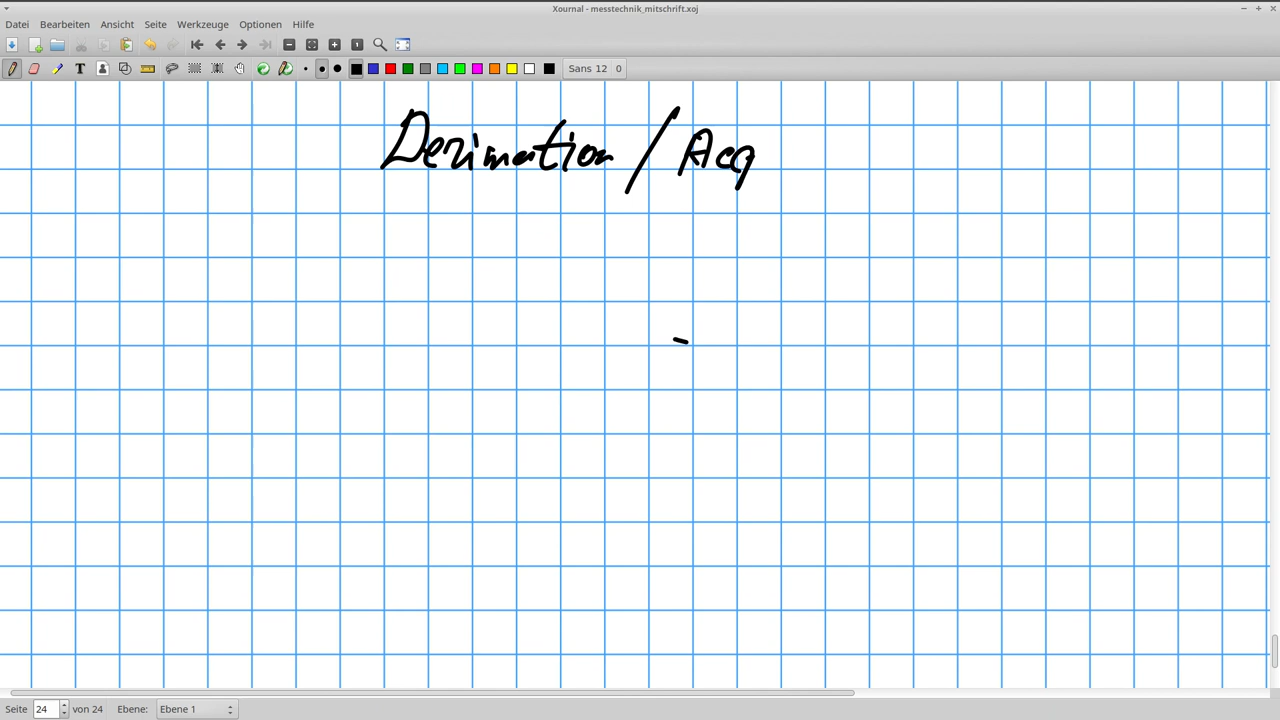 Xournal - messtechnik_mitschrift.xoj
Datei Bearbeiten Ansicht Seite Werkzeuge Optionen Hilfe
Sans 12 0
Dezimation / Acq
Seite 24 von 24 Ebene: Ebene 1